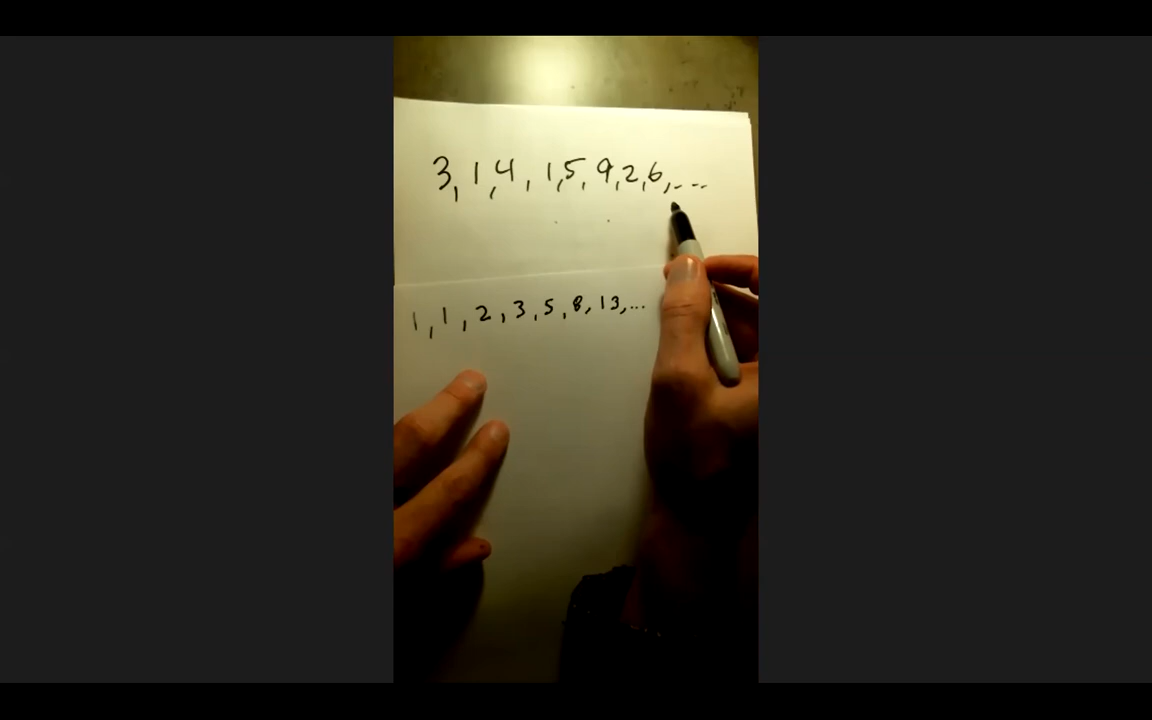 3, 1, 4, 1, 5, 9, 2, 6, ...
1, 1, 2, 3, 5, 8, 13, ...